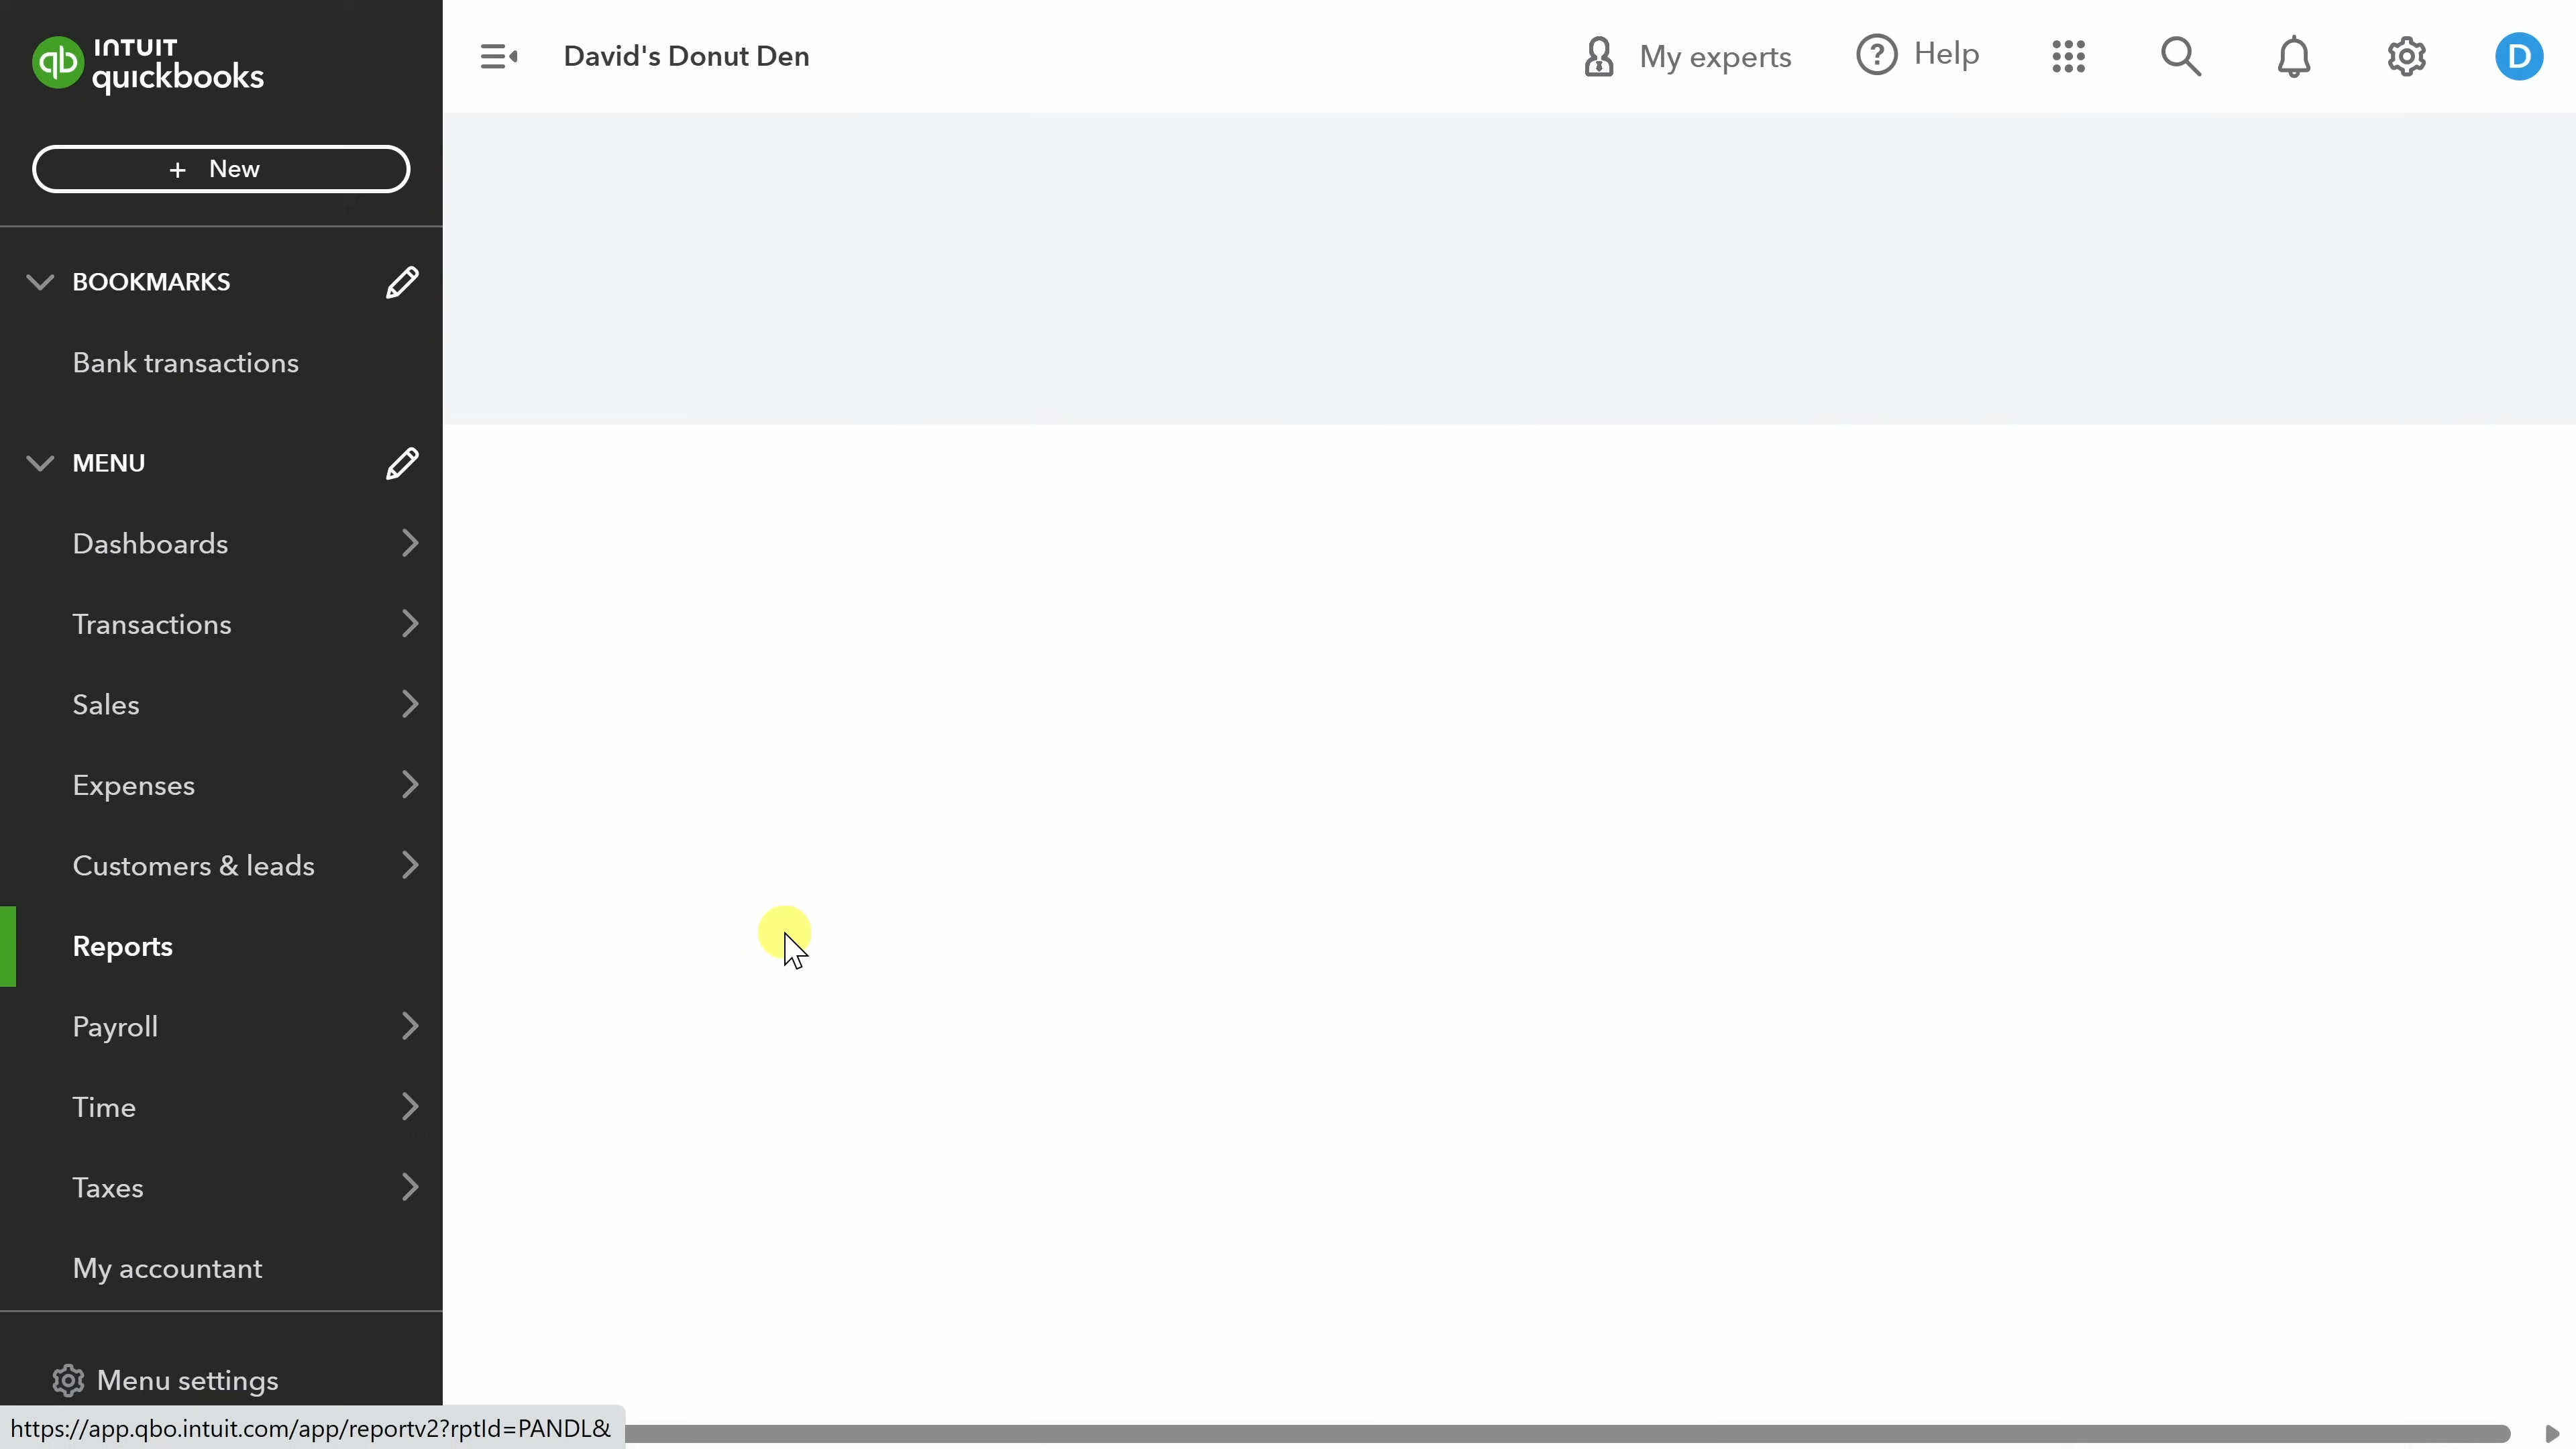 INTUIT
quickbooks
David's Donut Den
My experts
Help
D
+ New
BOOKMARKS
Bank transactions
MENU
Dashboards
Transactions
Sales
Expenses
Customers & leads
Reports
Payroll
Time
Taxes
My accountant
Menu settings
https://app.qbo.intuit.com/app/reportv2?rptId=PANDL&